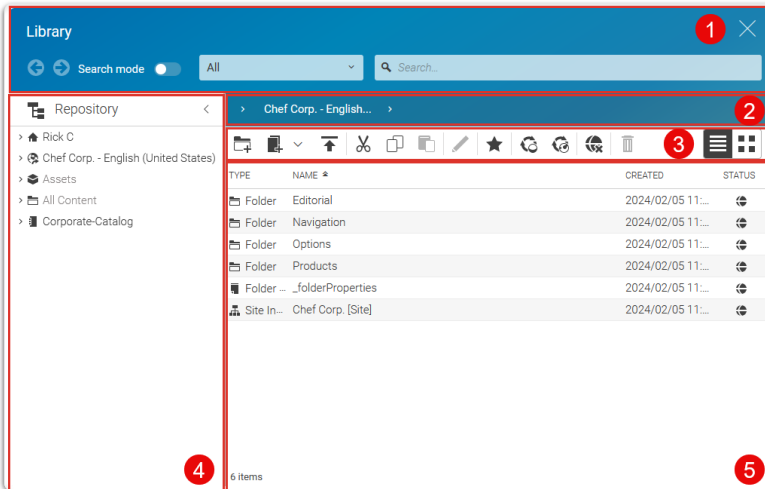 Library
1
Search mode
All
Search...
Repository
Chef Corp. - English...
2
3
Rick C
Chef Corp. - English (United States)
Assets
All Content
Corporate-Catalog
TYPE NAME CREATED STATUS
Folder Editorial 2024/02/05 11:...
Folder Navigation 2024/02/05 11:...
Folder Options 2024/02/05 11:...
Folder Products 2024/02/05 11:...
Folder ... _folderProperties 2024/02/05 11:...
Site In... Chef Corp. [Site] 2024/02/05 11:...
4
6 items
5